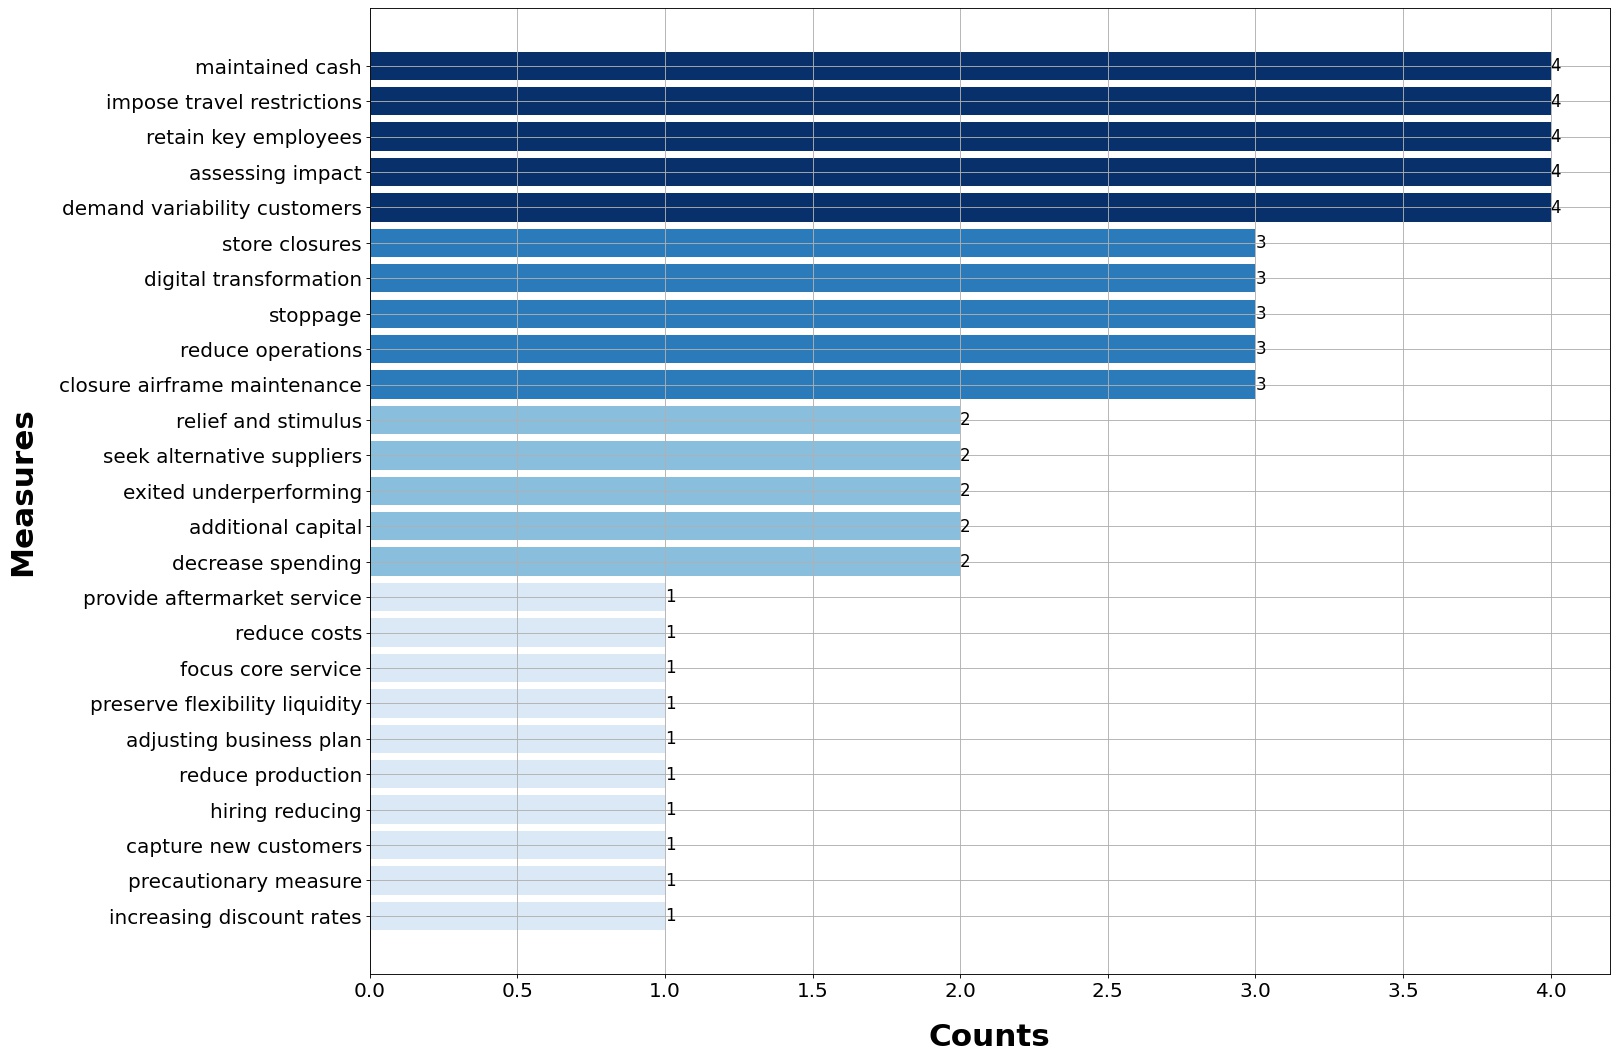 maintained cash 4
impose travel restrictions 4
retain key employees 4
assessing impact 4
demand variability customers 4
store closures 3
digital transformation 3
stoppage 3
reduce operations 3
closure airframe maintenance 3
relief and stimulus 2
seek alternative suppliers 2
exited underperforming 2
additional capital 2
decrease spending 2
provide aftermarket service 1
reduce costs 1
focus core service 1
preserve flexibility liquidity 1
adjusting business plan 1
reduce production 1
hiring reducing 1
capture new customers 1
precautionary measure 1
increasing discount rates 1
Measures
0.0 0.5 1.0 1.5 2.0 2.5 3.0 3.5 4.0
Counts